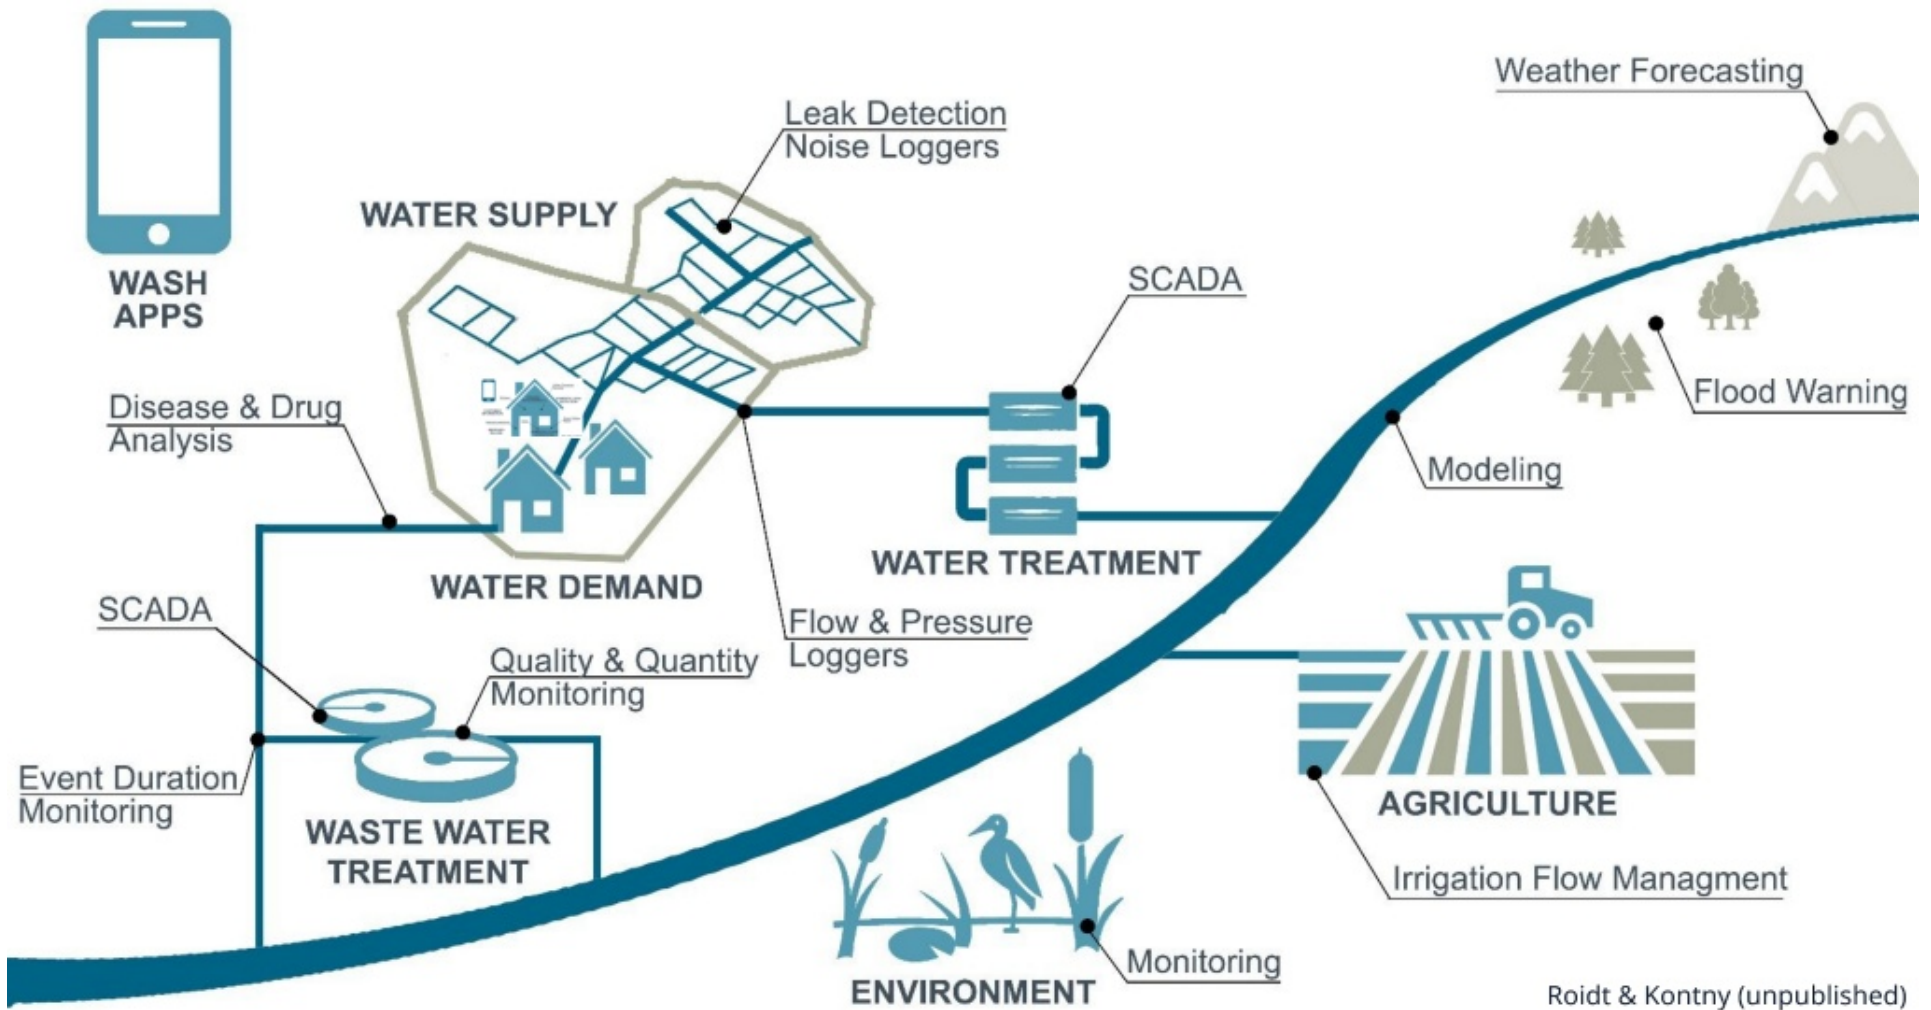 WASH
APPS
WATER SUPPLY
Leak Detection
Noise Loggers
Weather Forecasting
SCADA
Flood Warning
Disease & Drug
Analysis
Modeling
WATER DEMAND
WATER TREATMENT
SCADA
Quality & Quantity
Monitoring
Flow & Pressure
Loggers
Event Duration
Monitoring
WASTE WATER
TREATMENT
AGRICULTURE
Irrigation Flow Managment
Monitoring
ENVIRONMENT
Roidt & Kontny (unpublished)